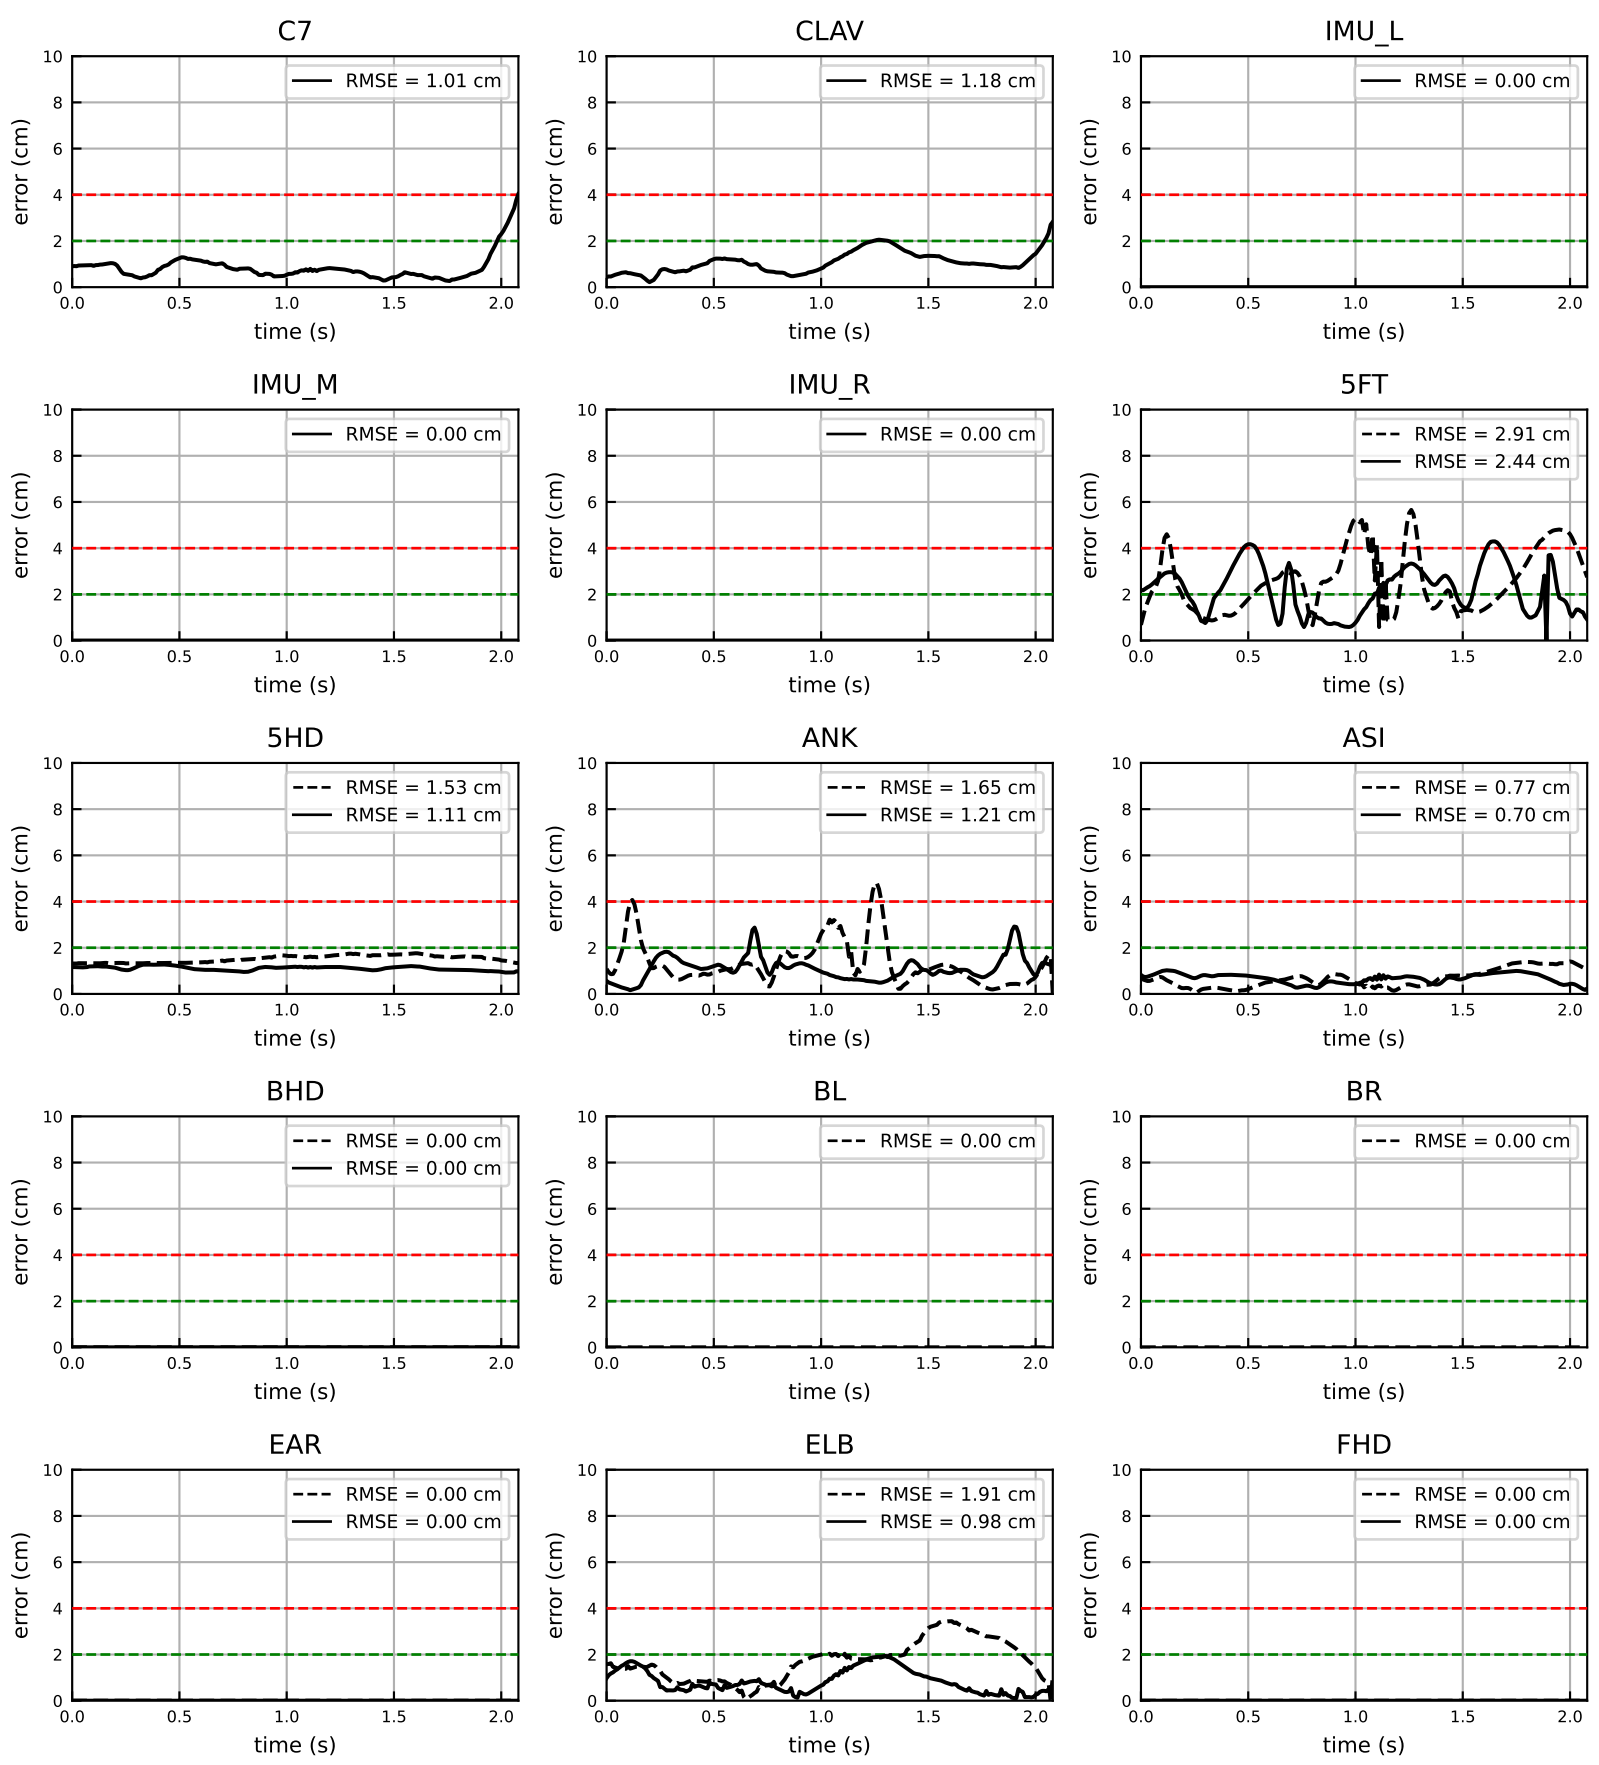 C7
CLAV
IMU_L
10
8
6
4
2
0
error (cm)
RMSE = 1.01 cm
0.0 0.5 1.0 1.5 2.0
time (s)
10
8
6
4
2
0
error (cm)
RMSE = 1.18 cm
0.0 0.5 1.0 1.5 2.0
time (s)
10
8
6
4
2
0
error (cm)
RMSE = 0.00 cm
0.0 0.5 1.0 1.5 2.0
time (s)
IMU_M
IMU_R
5FT
10
8
6
4
2
0
error (cm)
RMSE = 0.00 cm
0.0 0.5 1.0 1.5 2.0
time (s)
10
8
6
4
2
0
error (cm)
RMSE = 0.00 cm
0.0 0.5 1.0 1.5 2.0
time (s)
10
8
6
4
2
0
error (cm)
RMSE = 2.91 cm
RMSE = 2.44 cm
0.0 0.5 1.0 1.5 2.0
time (s)
5HD
ANK
ASI
10
8
6
4
2
0
error (cm)
RMSE = 1.53 cm
RMSE = 1.11 cm
0.0 0.5 1.0 1.5 2.0
time (s)
10
8
6
4
2
0
error (cm)
RMSE = 1.65 cm
RMSE = 1.21 cm
0.0 0.5 1.0 1.5 2.0
time (s)
10
8
6
4
2
0
error (cm)
RMSE = 0.77 cm
RMSE = 0.70 cm
0.0 0.5 1.0 1.5 2.0
time (s)
BHD
BL
BR
10
8
6
4
2
0
error (cm)
RMSE = 0.00 cm
RMSE = 0.00 cm
0.0 0.5 1.0 1.5 2.0
time (s)
10
8
6
4
2
0
error (cm)
RMSE = 0.00 cm
0.0 0.5 1.0 1.5 2.0
time (s)
10
8
6
4
2
0
error (cm)
RMSE = 0.00 cm
0.0 0.5 1.0 1.5 2.0
time (s)
EAR
ELB
FHD
10
8
6
4
2
0
error (cm)
RMSE = 0.00 cm
RMSE = 0.00 cm
0.0 0.5 1.0 1.5 2.0
time (s)
10
8
6
4
2
0
error (cm)
RMSE = 1.91 cm
RMSE = 0.98 cm
0.0 0.5 1.0 1.5 2.0
time (s)
10
8
6
4
2
0
error (cm)
RMSE = 0.00 cm
RMSE = 0.00 cm
0.0 0.5 1.0 1.5 2.0
time (s)